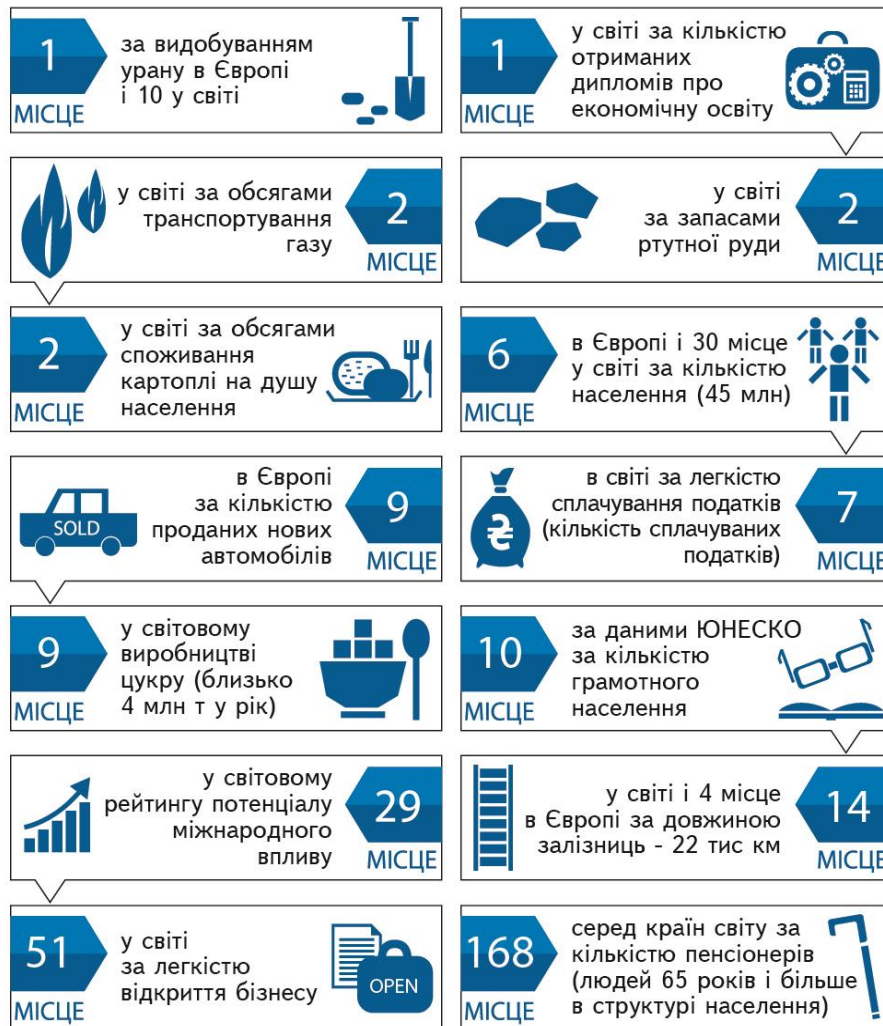 1
МІСЦЕ
за видобуванням
урану в Європі
і 10 у світі
1
МІСЦЕ
у світі за кількістю
отриманих
дипломів про
економічну освіту
у світі за обсягами
транспортування
газу
2
МІСЦЕ
у світі
за запасами
ртутної руди
2
МІСЦЕ
2
МІСЦЕ
у світі за обсягами
споживання
картоплі на душу
населення
6
МІСЦЕ
в Європі і 30 місце
у світі за кількістю
населення (45 млн)
SOLD
в Європі
за кількістю
проданих нових
автомобілів
9
МІСЦЕ
₴
в світі за легкістю
сплачування податків
(кількість сплачуваних
податків)
7
МІСЦЕ
9
МІСЦЕ
у світовому
виробництві
цукру (близько
4 млн т у рік)
10
МІСЦЕ
за даними ЮНЕСКО
за кількістю
грамотного
населення
у світовому
рейтингу потенціалу
міжнародного
впливу
29
МІСЦЕ
у світі і 4 місце
в Європі за довжиною
залізниць - 22 тис км
14
МІСЦЕ
51
МІСЦЕ
у світі
за легкістю
відкриття бізнесу
OPEN
168
МІСЦЕ
серед країн світу за
кількістю пенсіонерів
(людей 65 років і більше
в структурі населення)